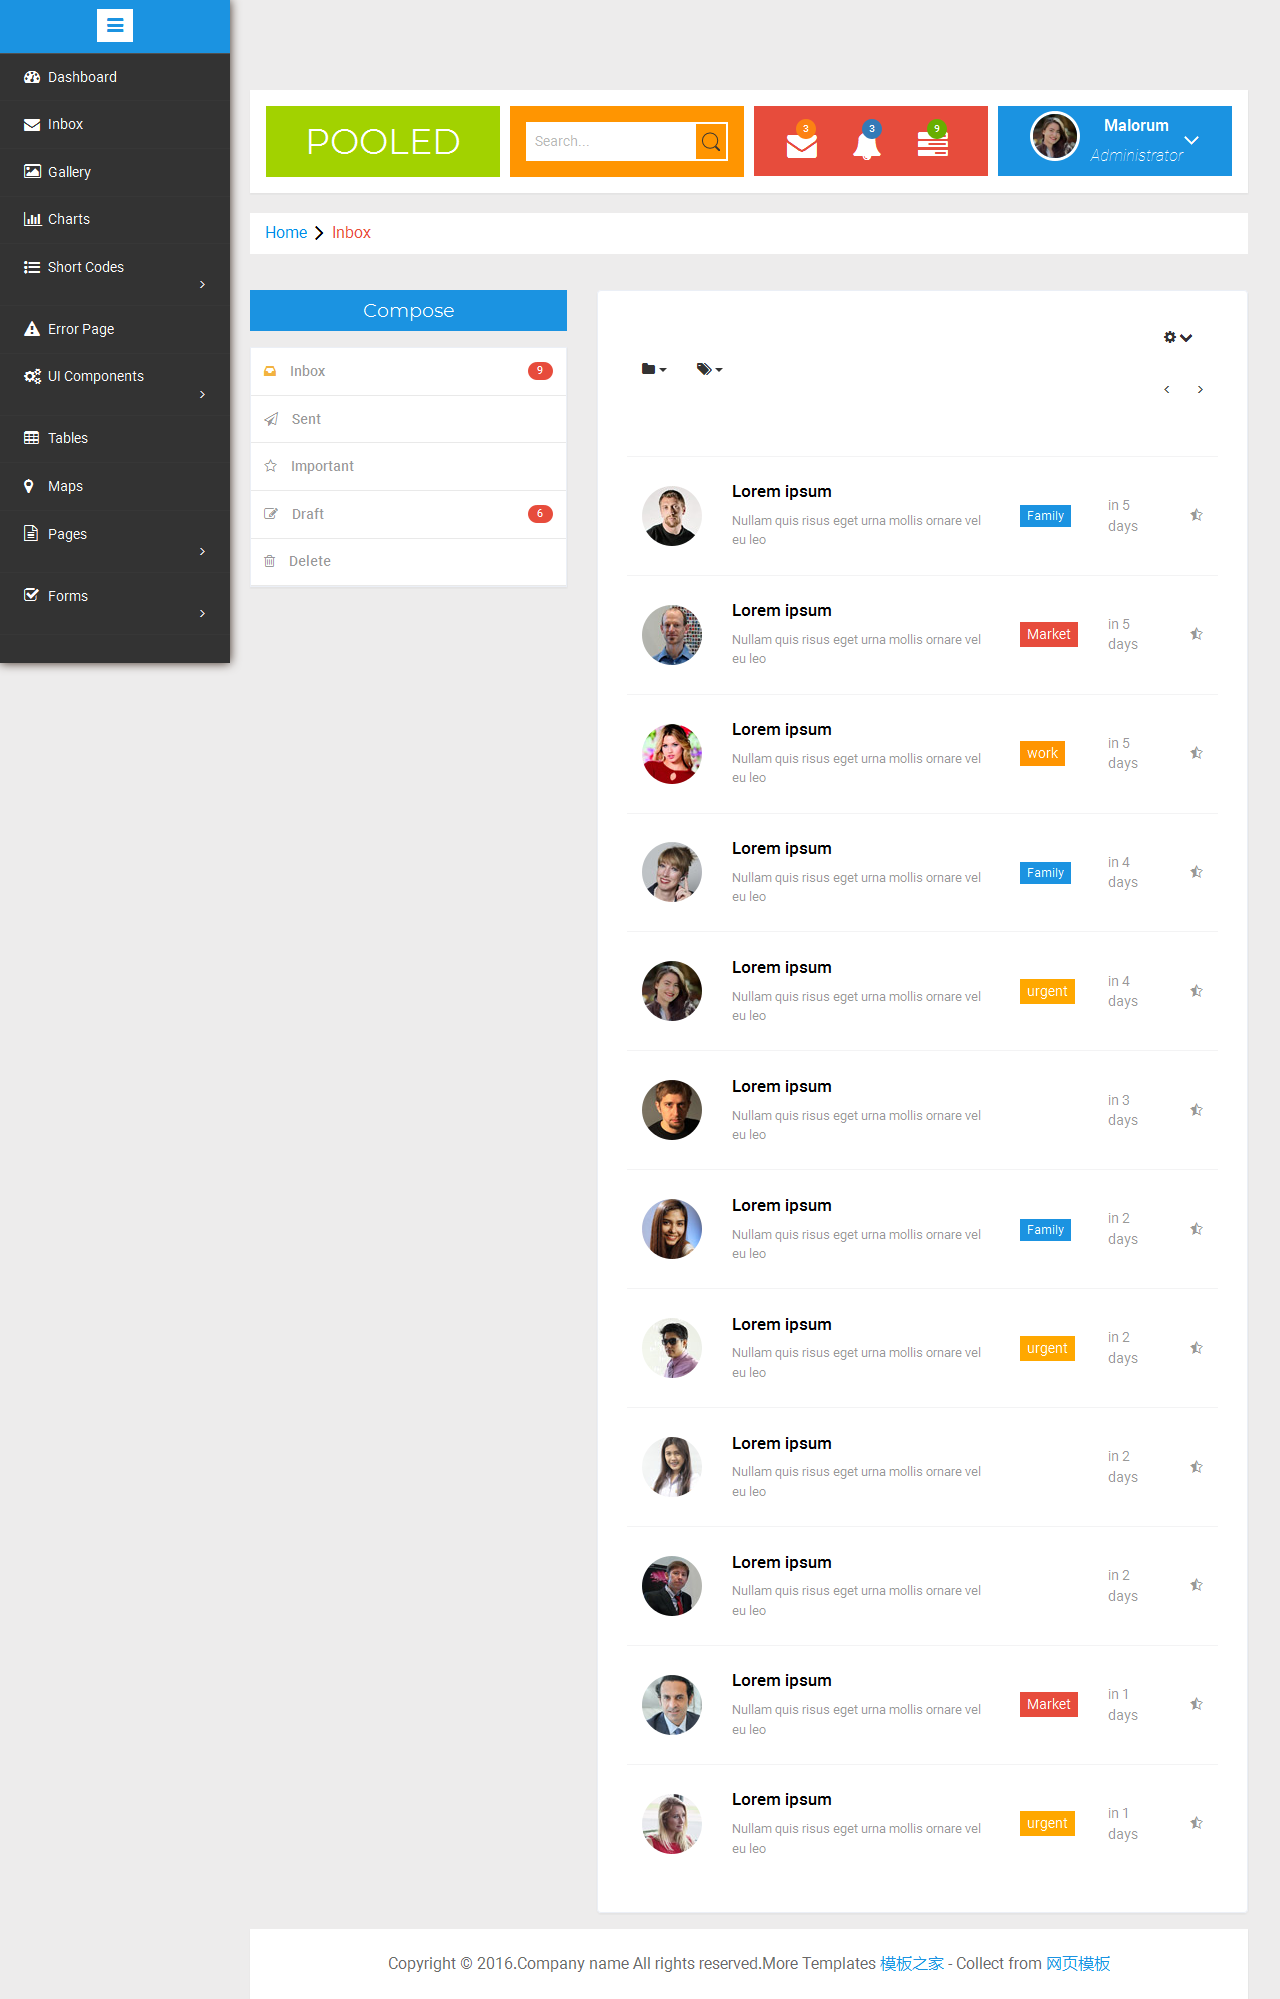 Dashboard
Inbox
Gallery
Charts
Short Codes
Error Page
UI Components
Tables
Maps
Pages
Forms
POOLED
Search...
3
3
9
Malorum
Administrator
Home Inbox
Compose
Inbox 9
Sent
Important
Draft 6
Delete
Lorem ipsum
Nullam quis risus eget urna mollis ornare vel
eu leo
Family
in 5
days
Lorem ipsum
Nullam quis risus eget urna mollis ornare vel
eu leo
Market
in 5
days
Lorem ipsum
Nullam quis risus eget urna mollis ornare vel
eu leo
work
in 5
days
Lorem ipsum
Nullam quis risus eget urna mollis ornare vel
eu leo
Family
in 4
days
Lorem ipsum
Nullam quis risus eget urna mollis ornare vel
eu leo
urgent
in 4
days
Lorem ipsum
Nullam quis risus eget urna mollis ornare vel
eu leo
in 3
days
Lorem ipsum
Nullam quis risus eget urna mollis ornare vel
eu leo
Family
in 2
days
Lorem ipsum
Nullam quis risus eget urna mollis ornare vel
eu leo
urgent
in 2
days
Lorem ipsum
Nullam quis risus eget urna mollis ornare vel
eu leo
in 2
days
Lorem ipsum
Nullam quis risus eget urna mollis ornare vel
eu leo
in 2
days
Lorem ipsum
Nullam quis risus eget urna mollis ornare vel
eu leo
Market
in 1
days
Lorem ipsum
Nullam quis risus eget urna mollis ornare vel
eu leo
urgent
in 1
days
Copyright © 2016.Company name All rights reserved.More Templates 模板之家 - Collect from 网页模板